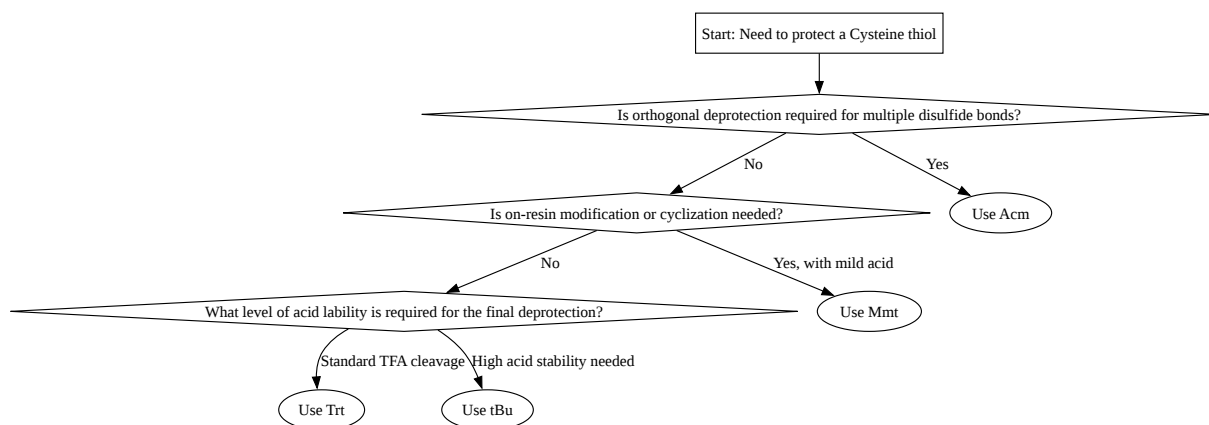 Start: Need to protect a Cysteine thiol
Is orthogonal deprotection required for multiple disulfide bonds?
No
Yes
Is on-resin modification or cyclization needed?
Use Acm
No
Yes, with mild acid
What level of acid lability is required for the final deprotection?
Use Mmt
Standard TFA cleavage
High acid stability needed
Use Trt
Use tBu